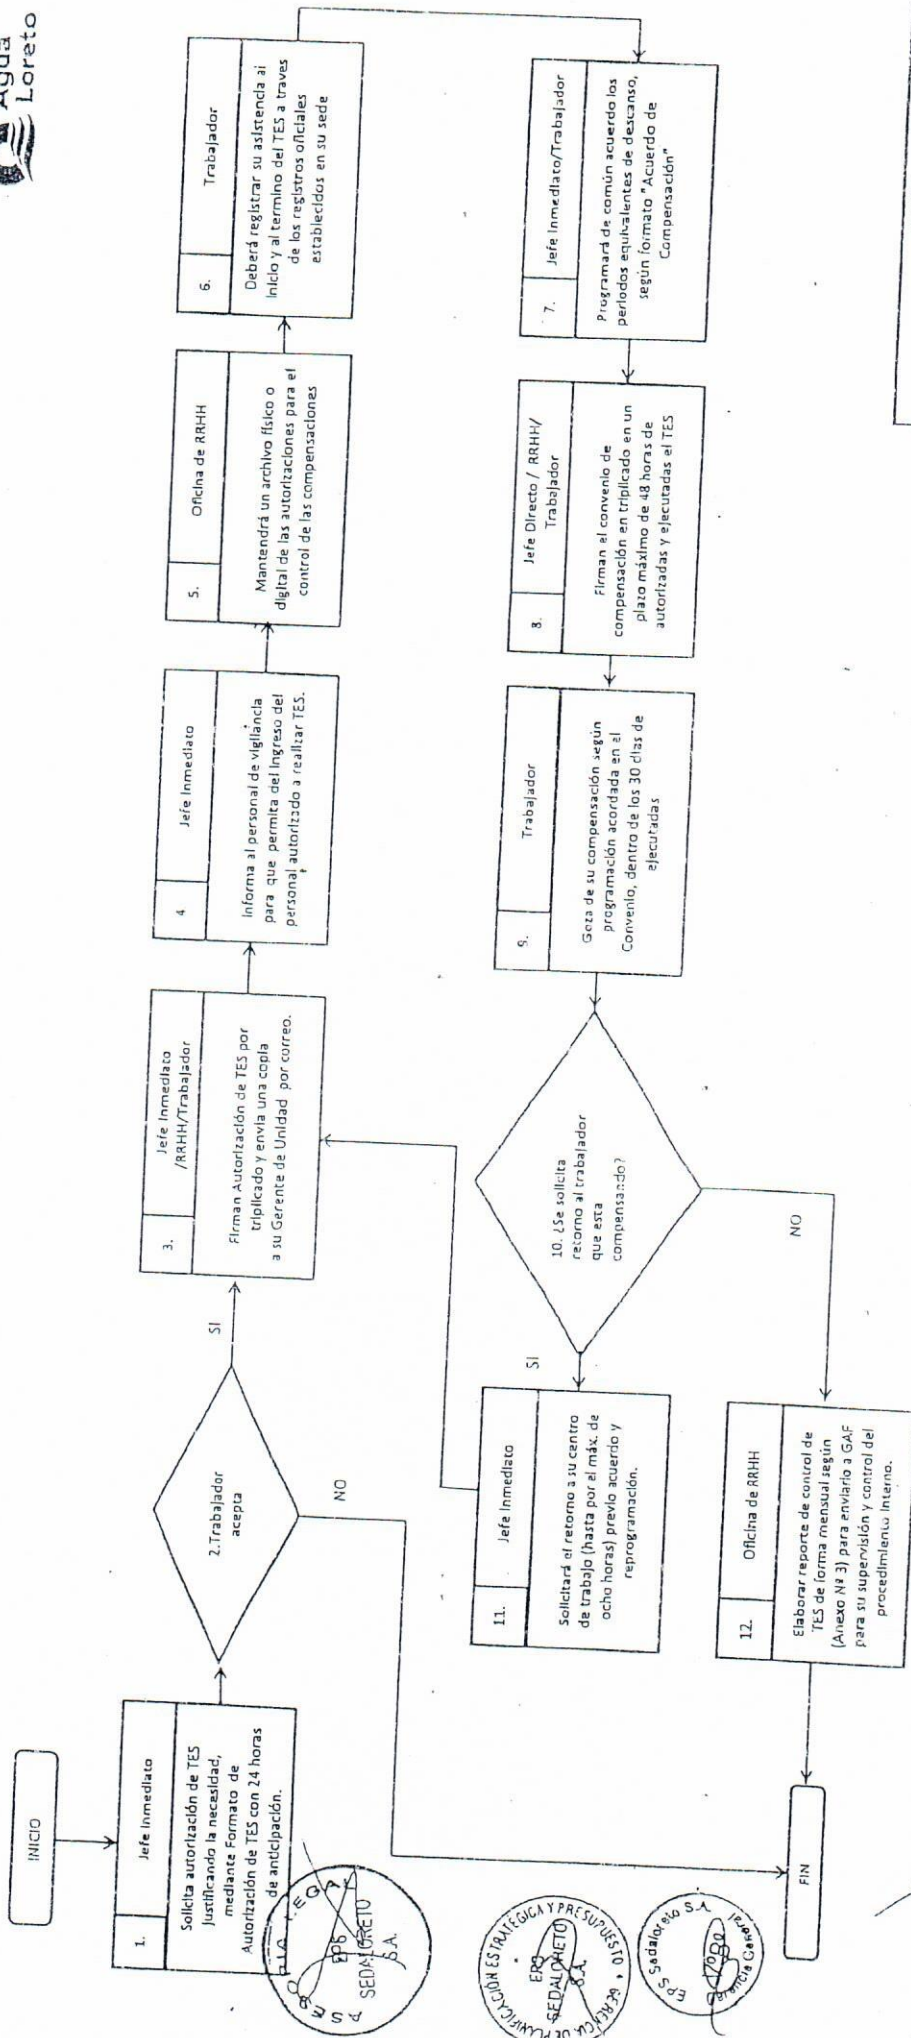 Agua
Loreto
INICIO
1.
Jefe Inmediato
Solicita autorización de TES
justificando la necesidad,
mediante Formato de
Autorización de TES con 24 horas
de anticipación.
2.Trabajador
acepta
SI
NO
3.
Jefe Inmediato
/RRHH/Trabajador
Firman Autorización de TES por
triplicado y envia una copia
a su Gerente de Unidad por correo.
4
Jefe Inmediato
Informa al personal de vigilancia
para que permita del ingreso del
personal autorizado a realizar TES.
5.
Oficina de RRHH
Mantendrá un archivo físico o
digital de las autorizaciones para el
control de las compensaciones
6.
Trabajador
Deberá registrar su asistencia al
inicio y al termino del TES a traves
de los registros oficiales
establecidos en su sede
7.
Jefe Inmediato/Trabajador
Programará de común acuerdo los
periodos equivalentes de descanso,
según formato "Acuerdo de
Compensación"
8.
Jefe Directo / RRHH/
Trabajador
Firman el convenio de
compensación en triplicado en un
plazo máximo de 48 horas de
autorizadas y ejecutadas el TES
9.
Trabajador
Goza de su compensación según
programación acordada en el
Convenio, dentro de los 30 días de
ejecutadas
10. ¿Se solicita
retorno al trabajador
que esta
compensando?
SI
NO
11.
Jefe Inmediato
Solicitará el retorno a su centro
de trabajo (hasta por el máx. de
ocho horas) previo acuerdo y
reprogramación.
12.
Oficina de RRHH
Elaborar reporte de control de
TES de forma mensual según
(Anexo Nº 3) para enviarlo a GAF
para su supervisión y control del
procedimiento interno.
FIN
LEGAL
EPS
SEDALORETO
S.A.
GERENCIA DE PLANIFICACIÓN ESTRATÉGICA Y PRESUPUESTO
EPS
SEDALORETO
S.A.
EPS Sedaloreto S.A.
VºBº